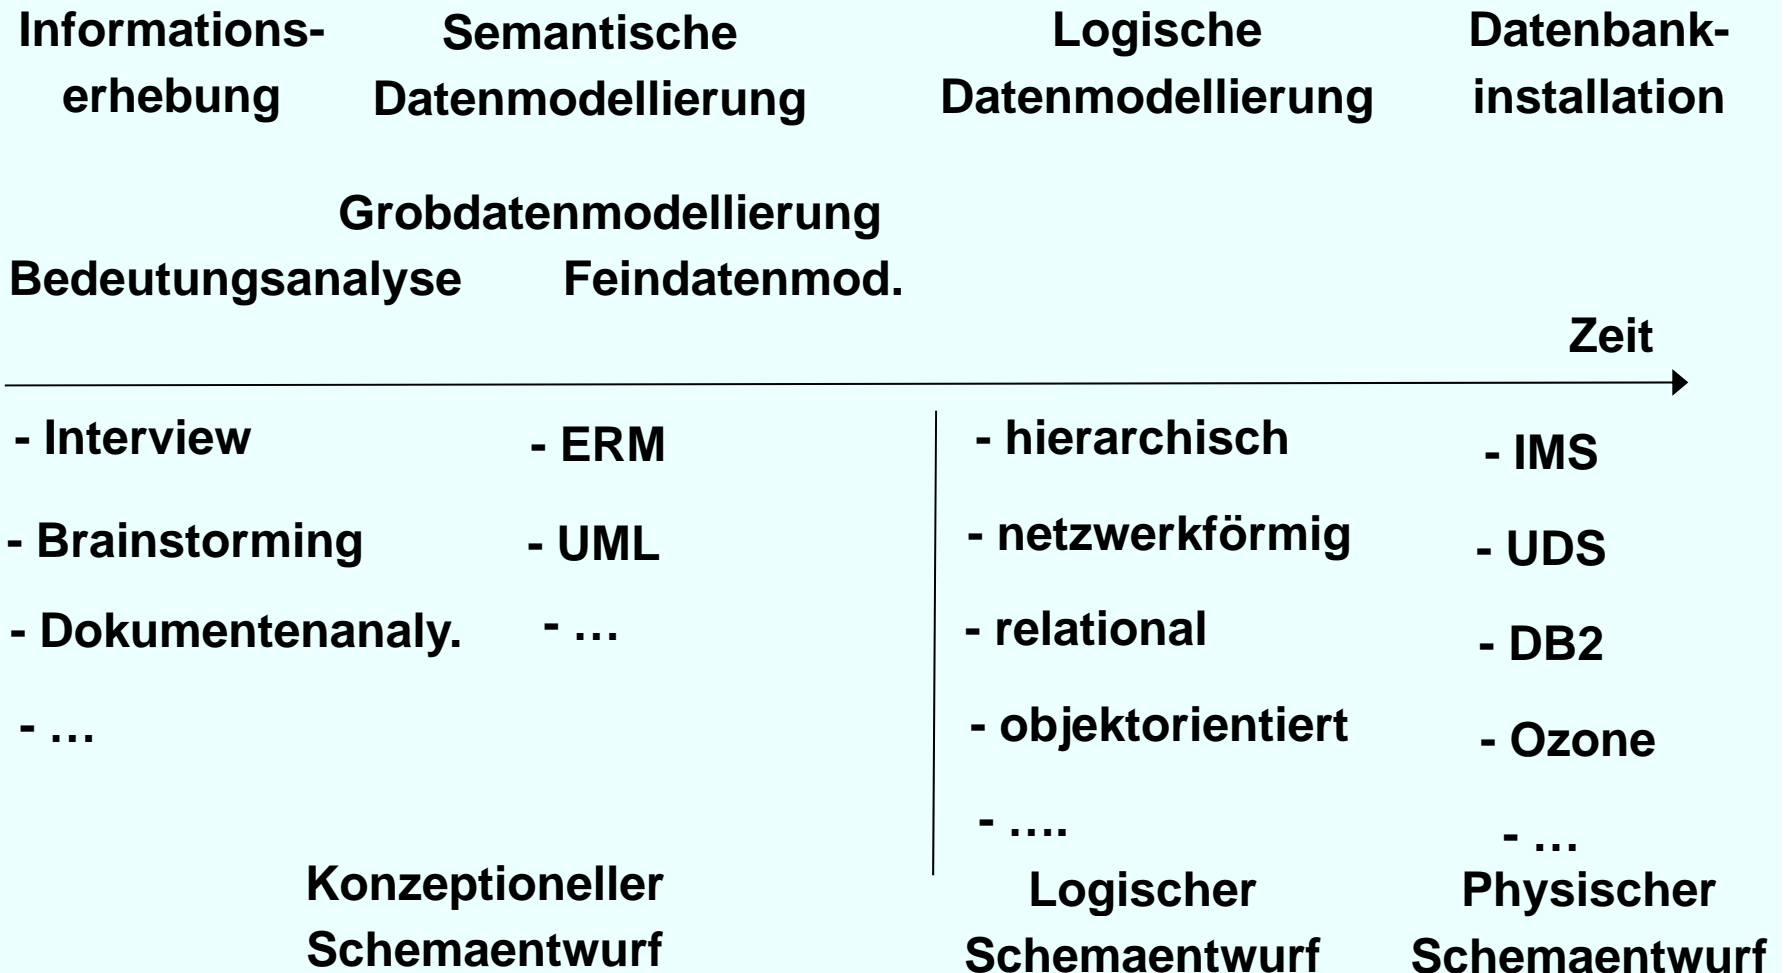 Informations-
erhebung
Semantische
Datenmodellierung
Logische
Datenmodellierung
Datenbank-
installation
Grobdatenmodellierung
Bedeutungsanalyse
Feindatenmod.
Zeit
- Interview
- Brainstorming
- Dokumentenanaly.
- …
- ERM
- UML
- …
- hierarchisch
- netzwerkförmig
- relational
- objektorientiert
- ....
- IMS
- UDS
- DB2
- Ozone
- …
Konzeptioneller
Schemaentwurf
Logischer
Schemaentwurf
Physischer
Schemaentwurf